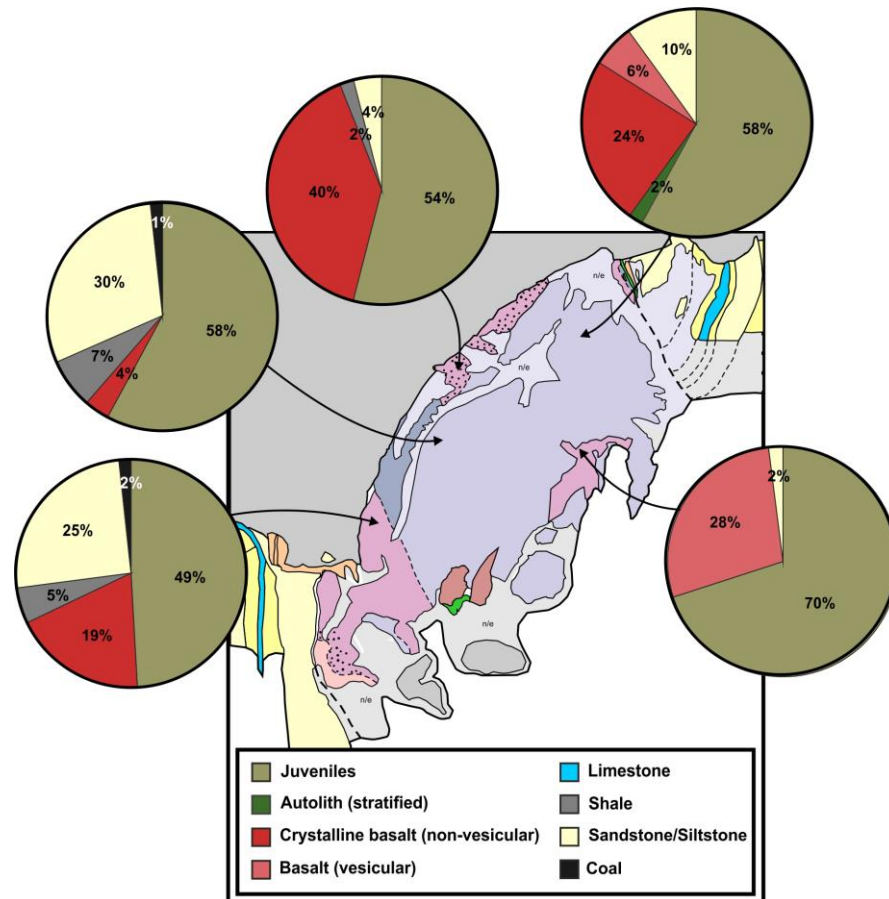 10%
6%
58%
24%
2%
4%
2%
40%
54%
1%
30%
58%
7%
4%
n/e
n/e
2%
25%
49%
5%
19%
2%
28%
70%
n/e
n/e
Juveniles
Autolith (stratified)
Crystalline basalt (non-vesicular)
Basalt (vesicular)
Limestone
Shale
Sandstone/Siltstone
Coal